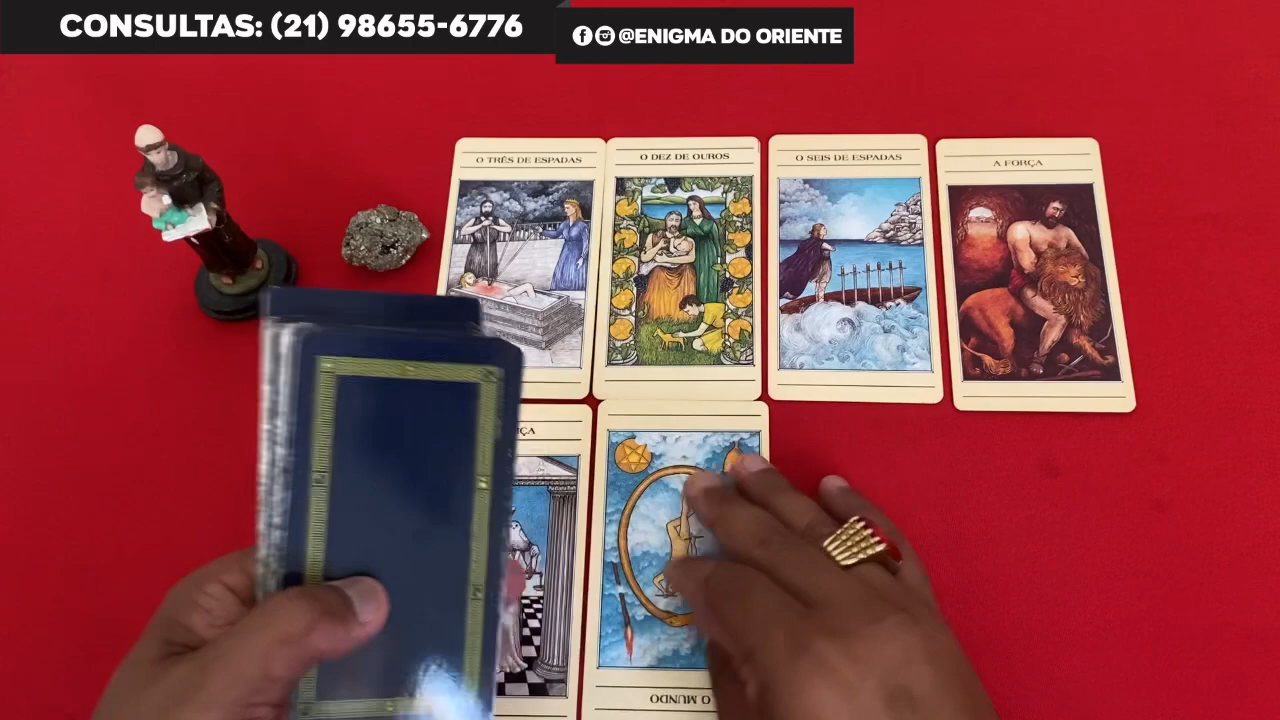 CONSULTAS: (21) 98655-6776
@ENIGMA DO ORIENTE
O TRÊS DE ESPADAS
O DEZ DE OUROS
O SEIS DE ESPADAS
A FORÇA
O MUNDO